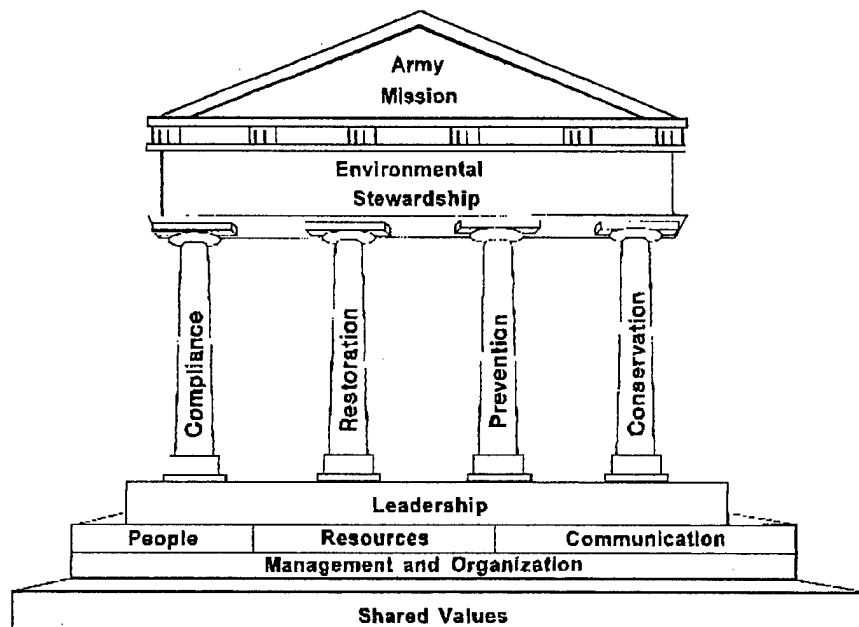 Army
Mission
Environmental
Stewardship
Compliance
Restoration
Prevention
Conservation
Leadership
People
Resources
Communication
Management and Organization
Shared Values